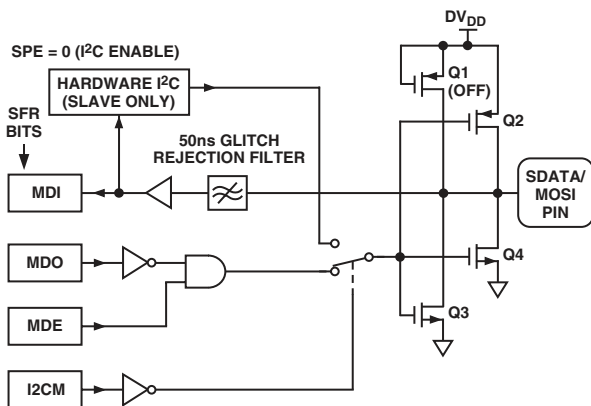 DVDD
SPE = 0 (I2C ENABLE)
HARDWARE I2C
(SLAVE ONLY)
Q1
(OFF)
SFR
BITS
50ns GLITCH
REJECTION FILTER
Q2
MDI
SDATA/
MOSI
PIN
MDO
Q4
MDE
Q3
I2CM